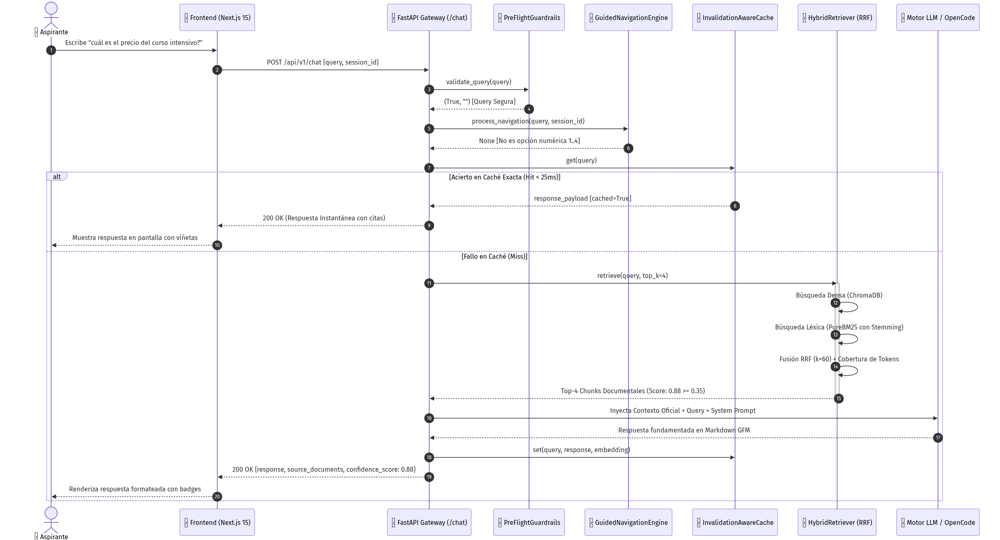 Aspirante
Frontend (Next.js 15)
FastAPI Gateway (/chat)
PreFlightGuardrails
GuidedNavigationEngine
InvalidationAwareCache
HybridRetriever (RRF)
Motor LLM / OpenCode
Escribe "cuál es el precio del curso intensivo?"
1
POST /api/v1/chat {query, session_id}
2
validate_query(query)
3
(True, "") [Query Segura]
4
process_navigation(query, session_id)
5
None [No es opción numérica 1..4]
6
get(query)
7
alt
[Acierto en Caché Exacta (Hit < 25ms)]
response_payload [cached=True]
8
200 OK (Respuesta Instantánea con citas)
9
Muestra respuesta en pantalla con viñetas
10
[Fallo en Caché (Miss)]
retrieve(query, top_k=4)
11
Búsqueda Densa (ChromaDB)
12
Búsqueda Léxica (PureBM25 con Stemming)
13
Fusión RRF (k=60) + Cobertura de Tokens
14
Top-4 Chunks Documentales (Score: 0.88 >= 0.35)
15
Inyecta Contexto Oficial + Query + System Prompt
16
Respuesta fundamentada en Markdown GFM
17
set(query, response, embedding)
18
200 OK {response, source_documents, confidence_score: 0.88}
19
Renderiza respuesta formateada con badges
20
Aspirante
Frontend (Next.js 15)
FastAPI Gateway (/chat)
PreFlightGuardrails
GuidedNavigationEngine
InvalidationAwareCache
HybridRetriever (RRF)
Motor LLM / OpenCode